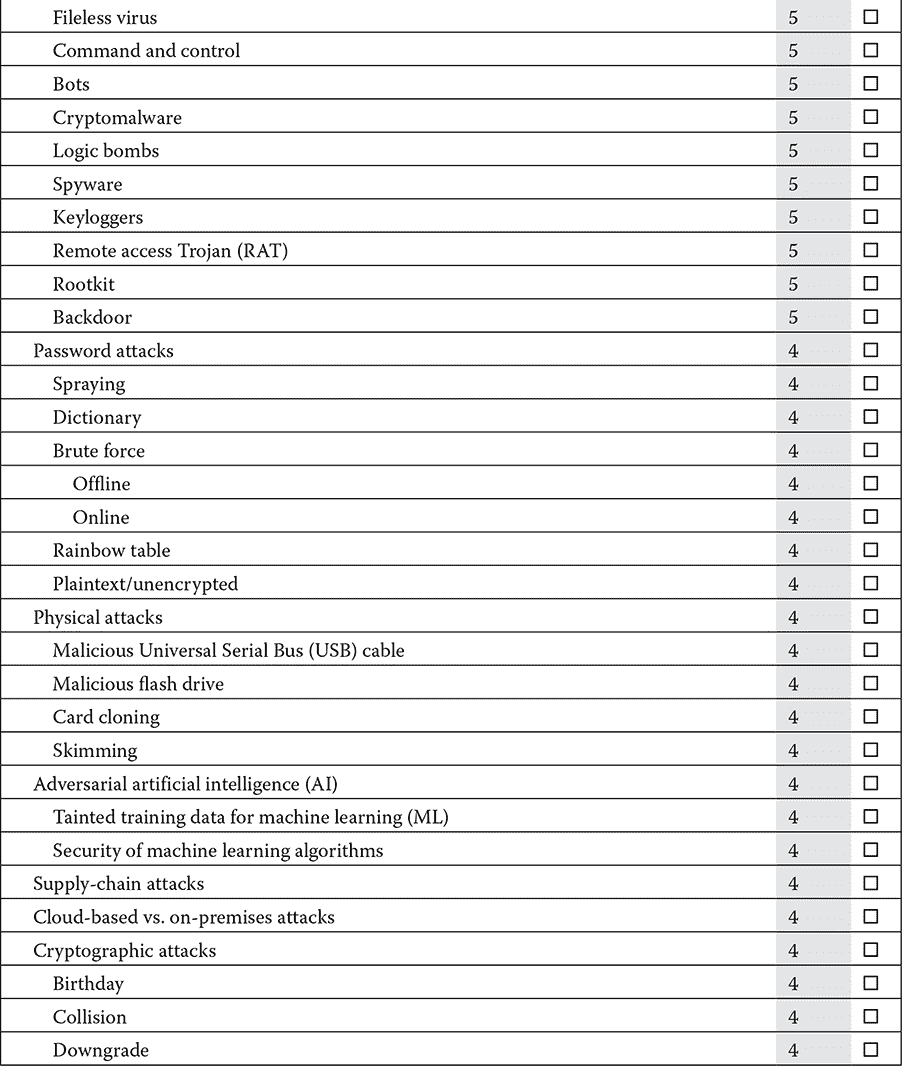 Fileless virus 5 ☐
Command and control 5 ☐
Bots 5 ☐
Cryptomalware 5 ☐
Logic bombs 5 ☐
Spyware 5 ☐
Keyloggers 5 ☐
Remote access Trojan (RAT) 5 ☐
Rootkit 5 ☐
Backdoor 5 ☐
Password attacks 4 ☐
Spraying 4 ☐
Dictionary 4 ☐
Brute force 4 ☐
Offline 4 ☐
Online 4 ☐
Rainbow table 4 ☐
Plaintext/unencrypted 4 ☐
Physical attacks 4 ☐
Malicious Universal Serial Bus (USB) cable 4 ☐
Malicious flash drive 4 ☐
Card cloning 4 ☐
Skimming 4 ☐
Adversarial artificial intelligence (AI) 4 ☐
Tainted training data for machine learning (ML) 4 ☐
Security of machine learning algorithms 4 ☐
Supply-chain attacks 4 ☐
Cloud-based vs. on-premises attacks 4 ☐
Cryptographic attacks 4 ☐
Birthday 4 ☐
Collision 4 ☐
Downgrade 4 ☐